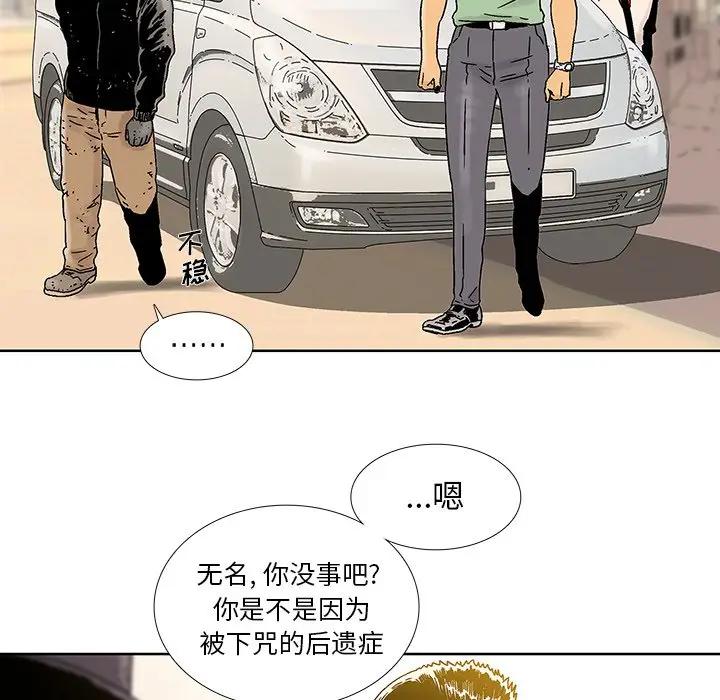 不
稳
······
...嗯
无名, 你没事吧?
你是不是因为
被下咒的后遗症